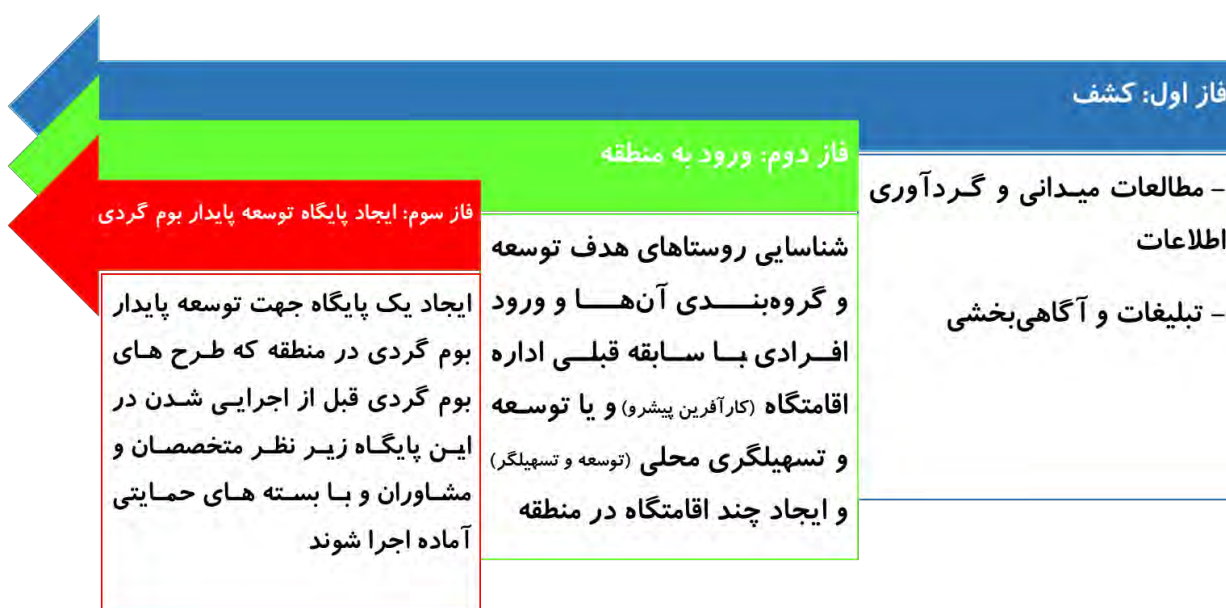 فاز اول: کشف
- مطالعات میدانی و گردآوری
اطلاعات
- تبلیغات و آگاهی‌بخشی
فاز دوم: ورود به منطقه
شناسایی روستاهای هدف توسعه
و گروه‌بندی آن‌ها و ورود
افرادی با سابقه قبلی اداره
اقامتگاه (کارآفرین پیشرو) و یا توسعه
و تسهیلگری محلی (توسعه و تسهیلگر)
و ایجاد چند اقامتگاه در منطقه
فاز سوم: ایجاد پایگاه توسعه پایدار بوم گردی
ایجاد یک پایگاه جهت توسعه پایدار
بوم گردی در منطقه که طرح های
بوم گردی قبل از اجرایی شدن در
این پایگاه زیر نظر متخصصان و
مشاوران و با بسته های حمایتی
آماده اجرا شوند